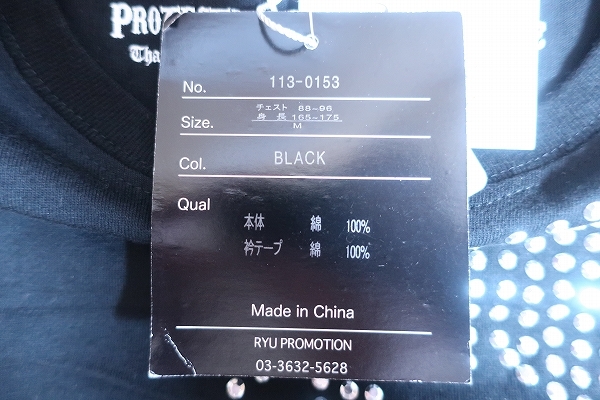 Tha
No. 113-0153
チェスト 88~96
身長 165~175
Size. M
Col. BLACK
Qual
本体 綿 100%
衿テープ 綿 100%
Made in China
RYU PROMOTION
03-3632-5628